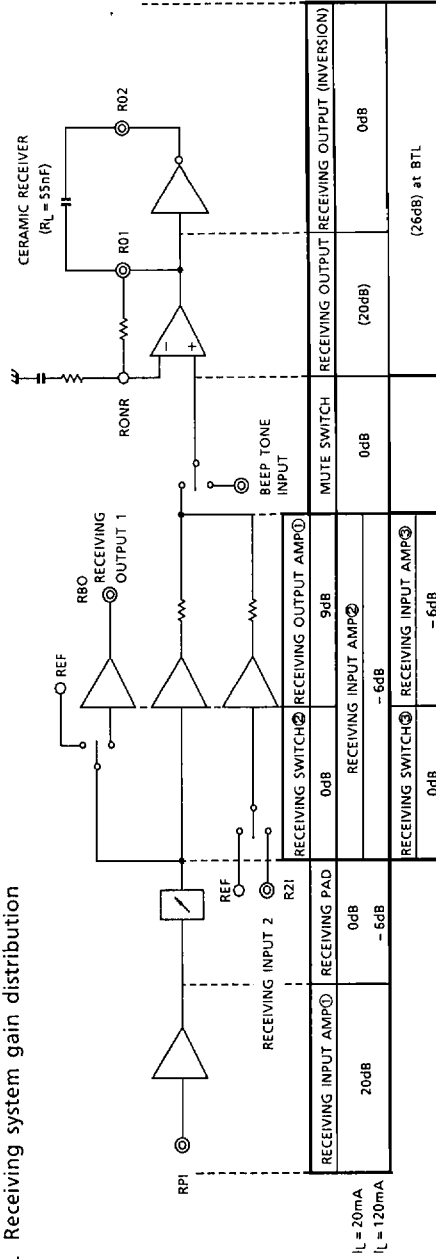 . Receiving system gain distribution
CERAMIC RECEIVER
(RL = 55nF)
R02
R01
RONR
− +
BEEP TONE
INPUT
REF
RBO
RECEIVING
OUTPUT 1
REF
R2I
RECEIVING INPUT 2
RPI
RECEIVING INPUT AMP①
RECEIVING PAD
RECEIVING SWITCH②
RECEIVING OUTPUT AMP①
MUTE SWITCH
RECEIVING OUTPUT
RECEIVING OUTPUT (INVERSION)
IL = 20mA
IL = 120mA
20dB
0dB
− 6dB
0dB
9dB
RECEIVING INPUT AMP②
− 6dB
RECEIVING SWITCH③
RECEIVING INPUT AMP③
0dB
− 6dB
0dB
(20dB)
0dB
(26dB) at BTL